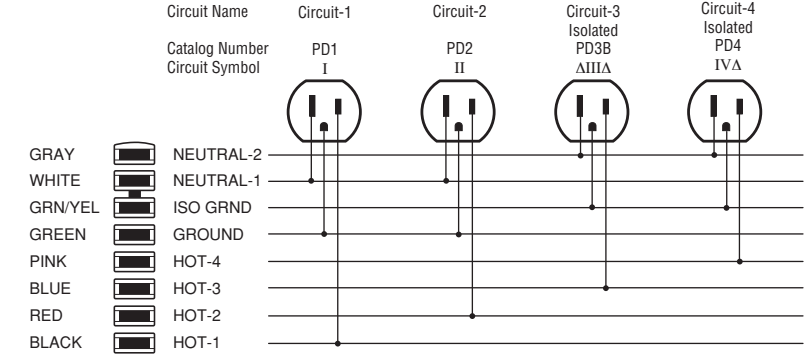 Circuit Name Circuit-1 Circuit-2 Circuit-3 Circuit-4
Isolated Isolated
Catalog Number PD1 PD2 PD3B PD4
Circuit Symbol I II ΔIIIΔ IVΔ
GRAY NEUTRAL-2
WHITE NEUTRAL-1
GRN/YEL ISO GRND
GREEN GROUND
PINK HOT-4
BLUE HOT-3
RED HOT-2
BLACK HOT-1